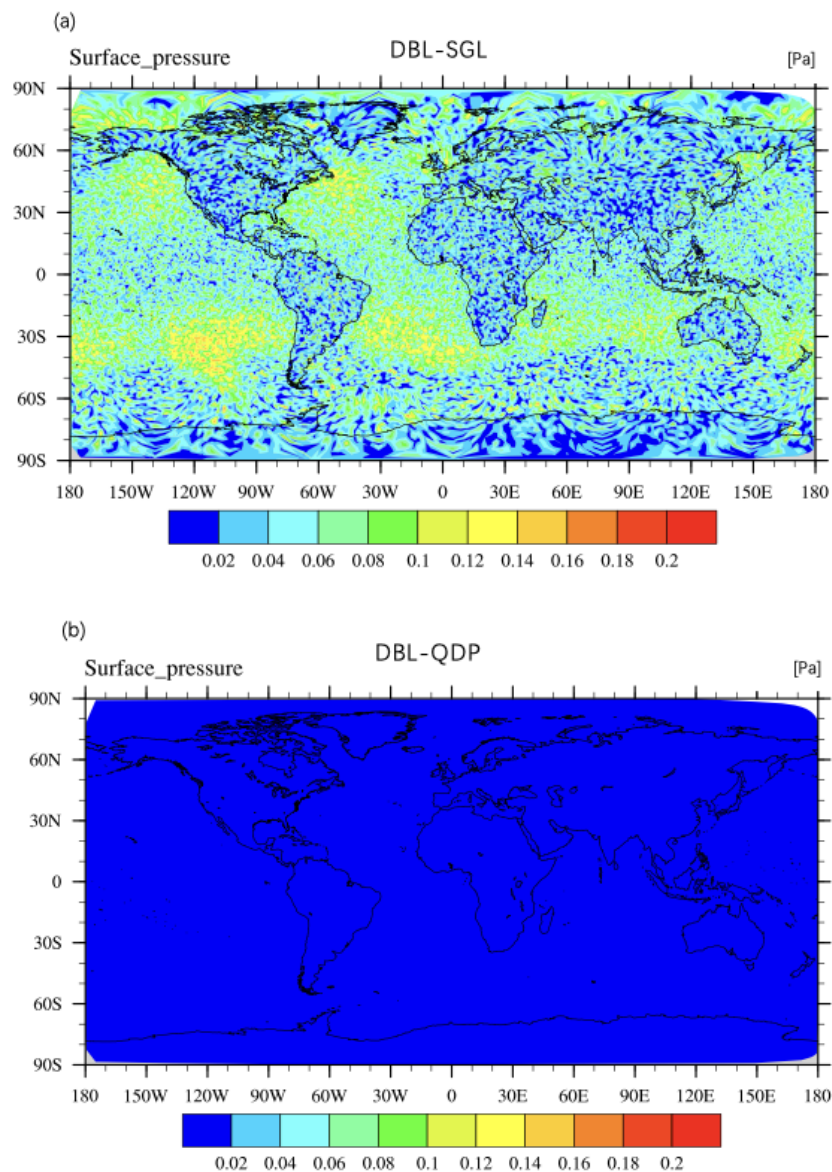 (a)
DBL-SGL
Surface_pressure [Pa]
90N
60N
30N
0
30S
60S
90S
180 150W 120W 90W 60W 30W 0 30E 60E 90E 120E 150E 180
0.02 0.04 0.06 0.08 0.1 0.12 0.14 0.16 0.18 0.2
(b)
DBL-QDP
Surface_pressure [Pa]
90N
60N
30N
0
30S
60S
90S
180 150W 120W 90W 60W 30W 0 30E 60E 90E 120E 150E 180
0.02 0.04 0.06 0.08 0.1 0.12 0.14 0.16 0.18 0.2